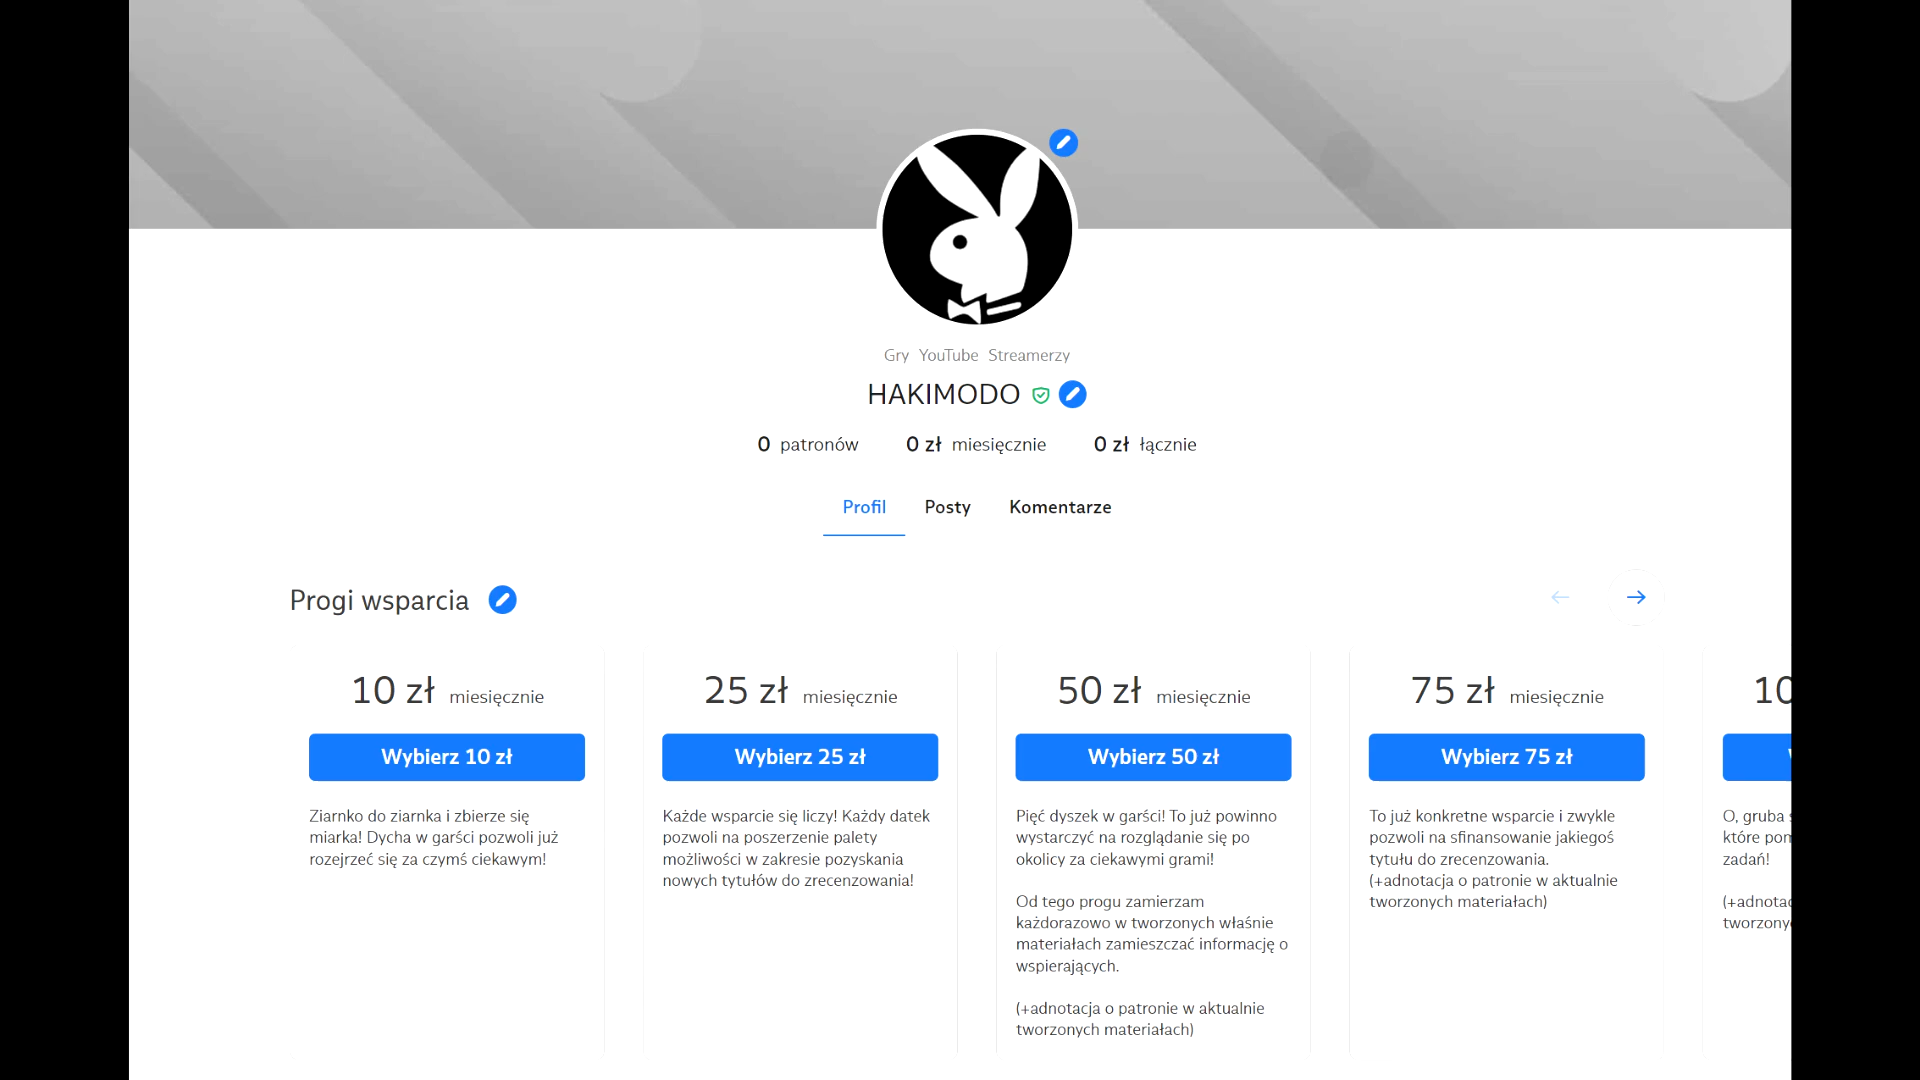 Gry YouTube Streamerzy
HAKIMODO
0 patronów 0 zł miesięcznie 0 zł łącznie
Profil Posty Komentarze
Progi wsparcia
10 zł miesięcznie
Wybierz 10 zł
Ziarnko do ziarnka i zbierze się
miarka! Dycha w garści pozwoli już
rozejrzeć się za czymś ciekawym!
25 zł miesięcznie
Wybierz 25 zł
Każde wsparcie się liczy! Każdy datek
pozwoli na poszerzenie palety
możliwości w zakresie pozyskania
nowych tytułów do zrecenzowania!
50 zł miesięcznie
Wybierz 50 zł
Pięć dyszek w garści! To już powinno
wystarczyć na rozglądanie się po
okolicy za ciekawymi grami!
Od tego progu zamierzam
każdorazowo w tworzonych właśnie
materiałach zamieszczać informację o
wspierających.
(+adnotacja o patronie w aktualnie
tworzonych materiałach)
75 zł miesięcznie
Wybierz 75 zł
To już konkretne wsparcie i zwykle
pozwoli na sfinansowanie jakiegoś
tytułu do zrecenzowania.
(+adnotacja o patronie w aktualnie
tworzonych materiałach)
10
O, gruba
które
zadań!